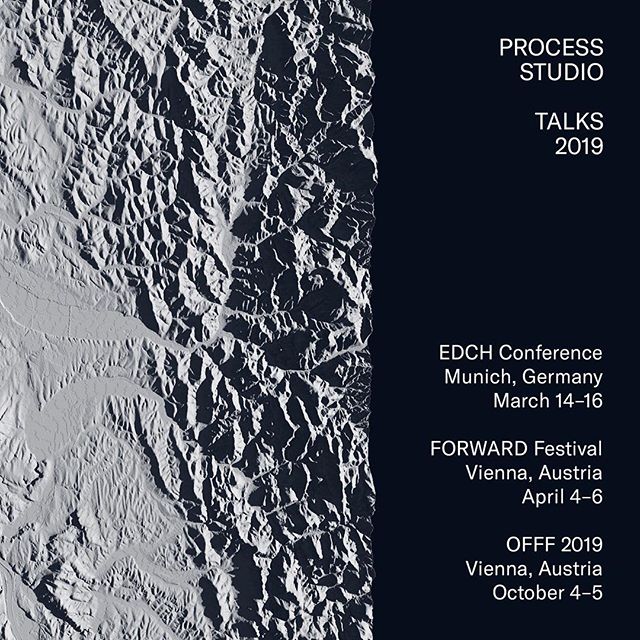 PROCESS
STUDIO
TALKS
2019
EDCH Conference
Munich, Germany
March 14–16
FORWARD Festival
Vienna, Austria
April 4–6
OFFF 2019
Vienna, Austria
October 4–5